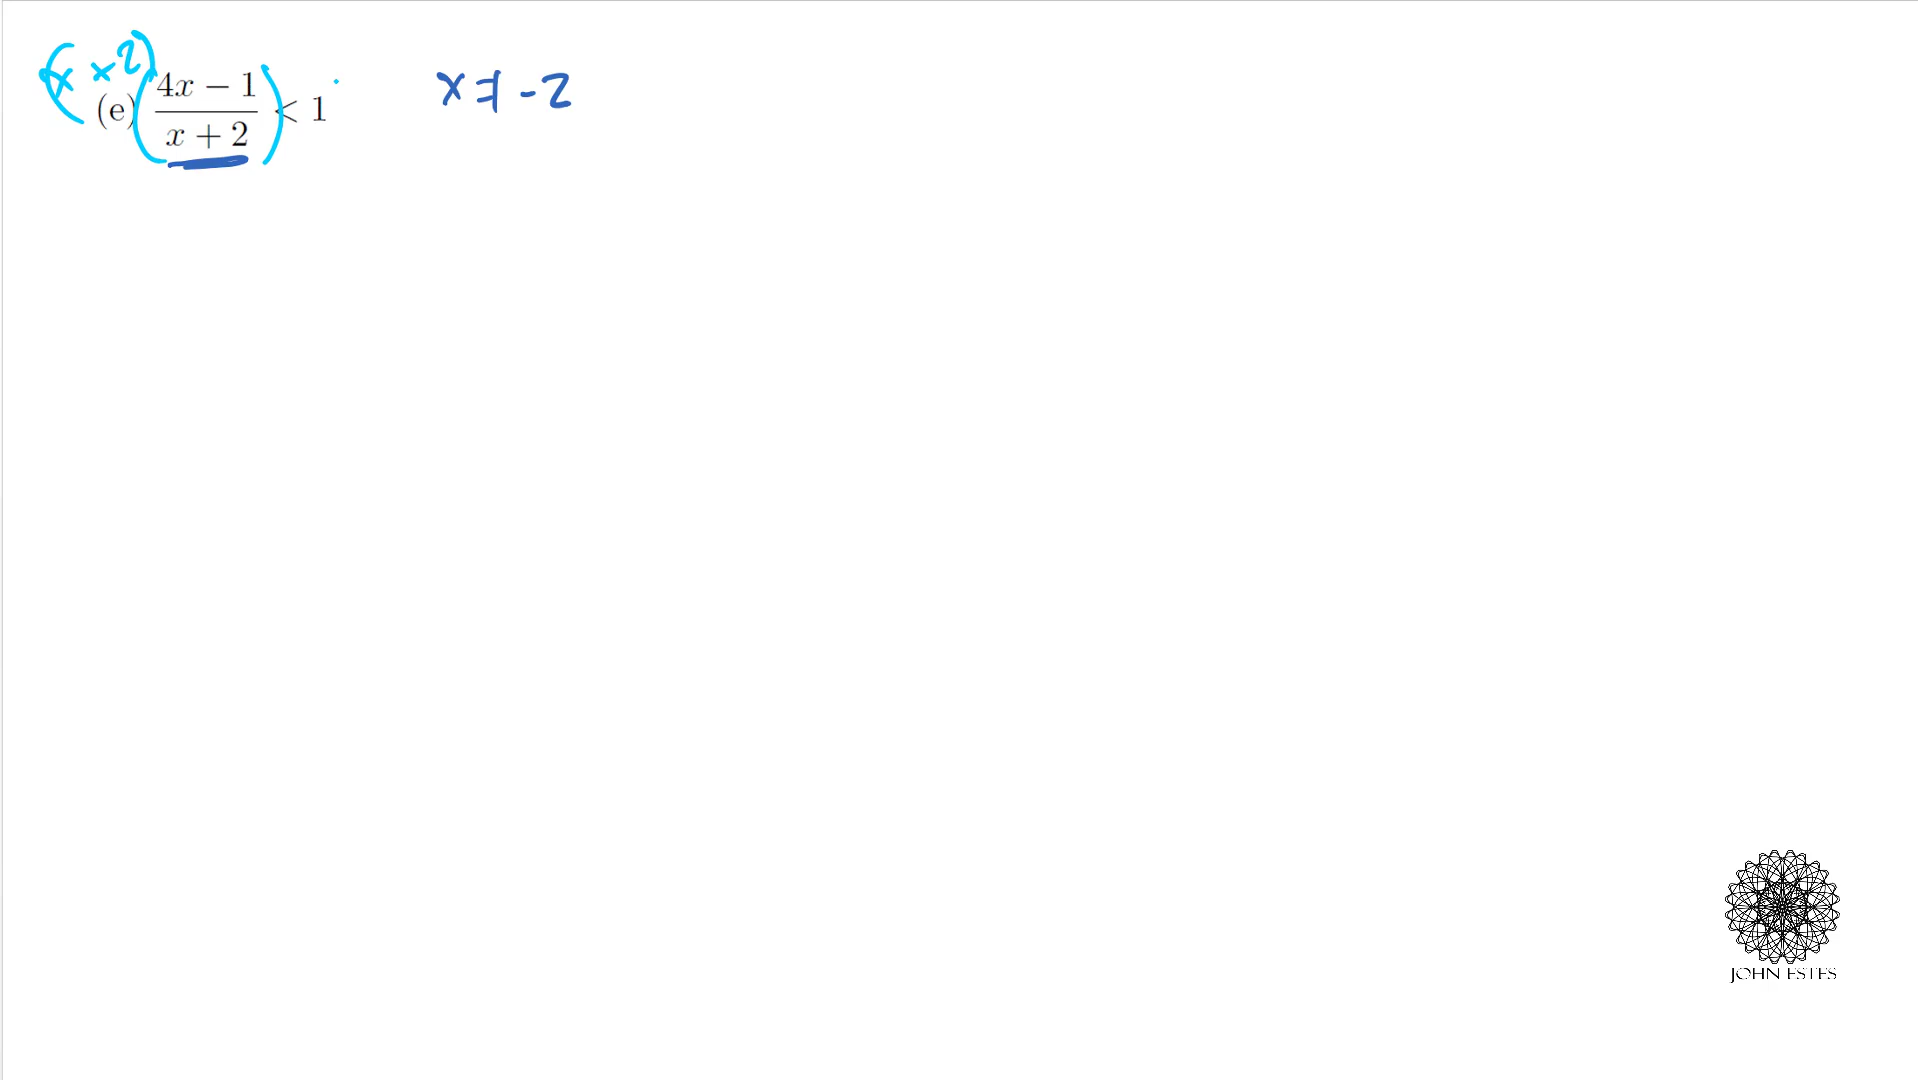 (x + 2)
(e) (4x − 1 / x + 2) < 1 x ≠ -2
JOHN ESTES